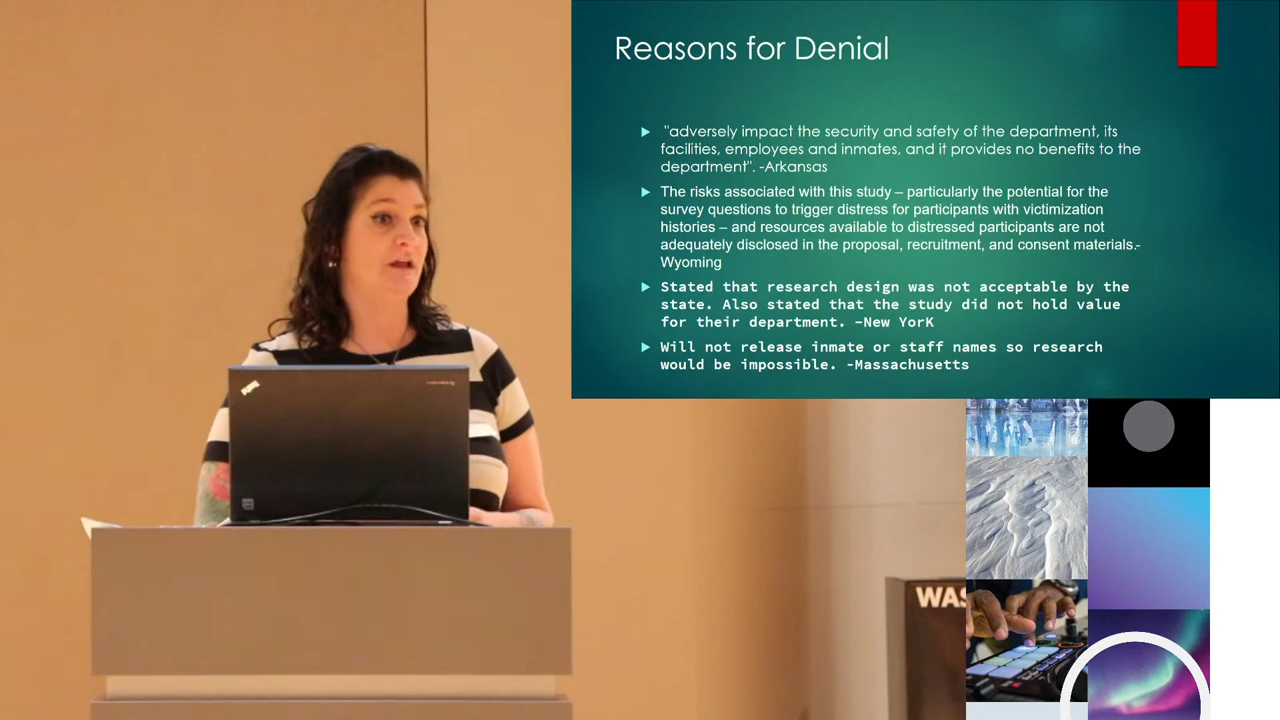 Reasons for Denial
"adversely impact the security and safety of the department, its
facilities, employees and inmates, and it provides no benefits to the
department". -Arkansas
The risks associated with this study – particularly the potential for the
survey questions to trigger distress for participants with victimization
histories – and resources available to distressed participants are not
adequately disclosed in the proposal, recruitment, and consent materials.-
Wyoming
Stated that research design was not acceptable by the
state. Also stated that the study did not hold value
for their department. –New YorK
Will not release inmate or staff names so research
would be impossible. -Massachusetts
WAS